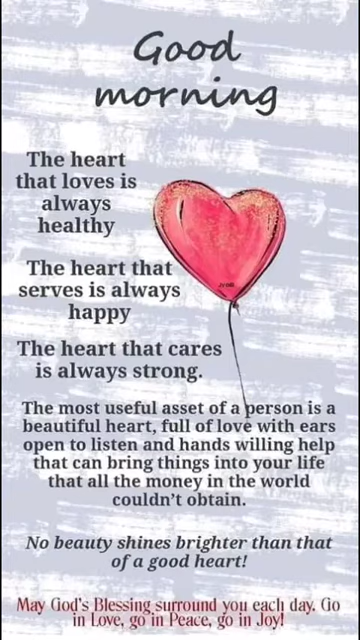 Good
morning
The heart
that loves is
always
healthy
The heart that
serves is always
happy
The heart that cares
is always strong.
The most useful asset of a person is a
beautiful heart, full of love with ears
open to listen and hands willing help
that can bring things into your life
that all the money in the world
couldn't obtain.
No beauty shines brighter than that
of a good heart!
May God's Blessing surround you each day. Go
in Love, go in Peace, go in Joy!